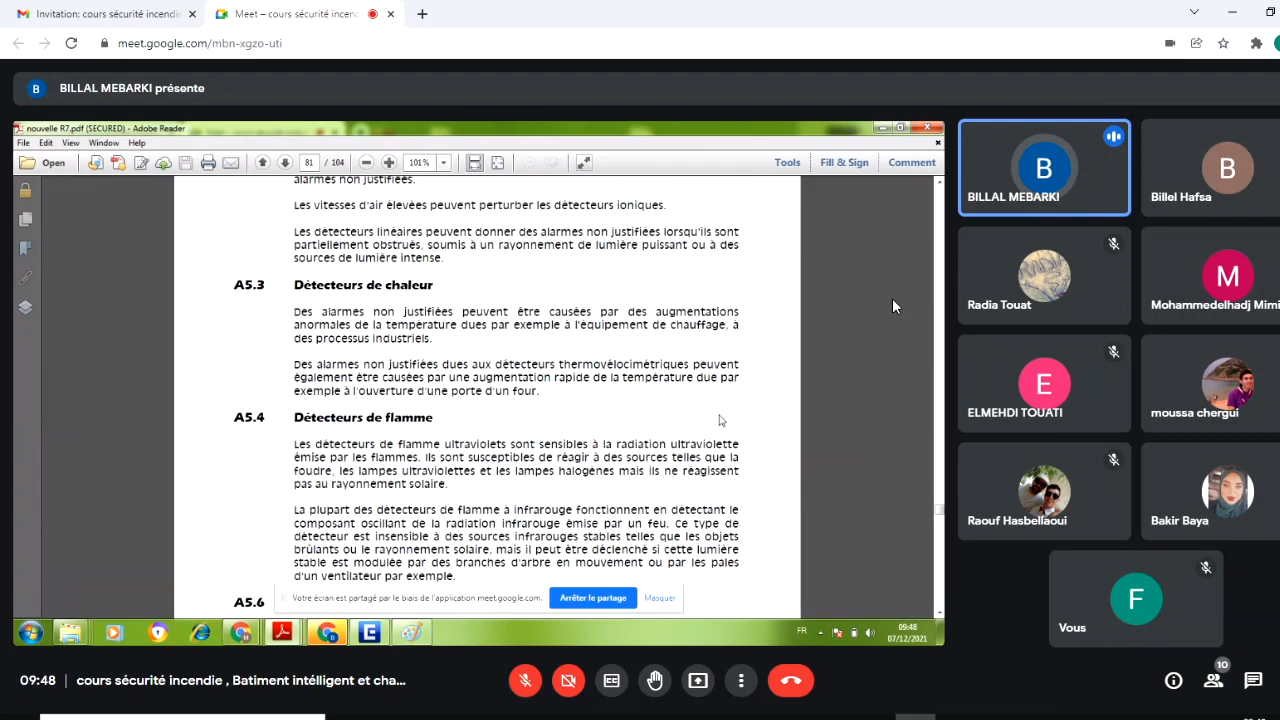 Invitation: cours sécurité incendie
Meet – cours sécurité incend
meet.google.com/mbn-xgzo-uti
B BILLAL MEBARKI présente
nouvelle R7.pdf (SECURED) - Adobe Reader
File Edit View Window Help
Open 81 / 104 101% Tools Fill & Sign Comment
alarmes non justifiées.
Les vitesses d'air élevées peuvent perturber les détecteurs ioniques.
Les détecteurs linéaires peuvent donner des alarmes non justifiées lorsqu'ils sont
partiellement obstrués, soumis à un rayonnement de lumière puissant ou à des
sources de lumière intense.
A5.3 Détecteurs de chaleur
Des alarmes non justifiées peuvent être causées par des augmentations
anormales de la température dues par exemple à l'équipement de chauffage, à
des processus industriels.
Des alarmes non justifiées dues aux détecteurs thermovélocimétriques peuvent
également être causées par une augmentation rapide de la température due par
exemple à l'ouverture d'une porte d'un four.
A5.4 Détecteurs de flamme
Les détecteurs de flamme ultraviolets sont sensibles à la radiation ultraviolette
émise par les flammes. Ils sont susceptibles de réagir à des sources telles que la
foudre, les lampes ultraviolettes et les lampes halogènes mais ils ne réagissent
pas au rayonnement solaire.
La plupart des détecteurs de flamme à infrarouge fonctionnent en détectant le
composant oscillant de la radiation infrarouge émise par un feu. Ce type de
détecteur est insensible à des sources infrarouges stables telles que les objets
brûlants ou le rayonnement solaire, mais il peut être déclenché si cette lumière
stable est modulée par des branches d'arbre en mouvement ou par les pales
d'un ventilateur par exemple.
A5.6
Votre écran est partagé par le biais de l'application meet.google.com. Arrêter le partage Masquer
FR 09:48
07/12/2021
B
BILLAL MEBARKI
B
Billel Hafsa
Radia Touat
M
Mohammedelhadj Mimi
E
ELMEHDI TOUATI
moussa chergui
Raouf Hasbellaoui
Bakir Baya
F
Vous
09:48 | cours sécurité incendie , Batiment intélligent et cha...
10